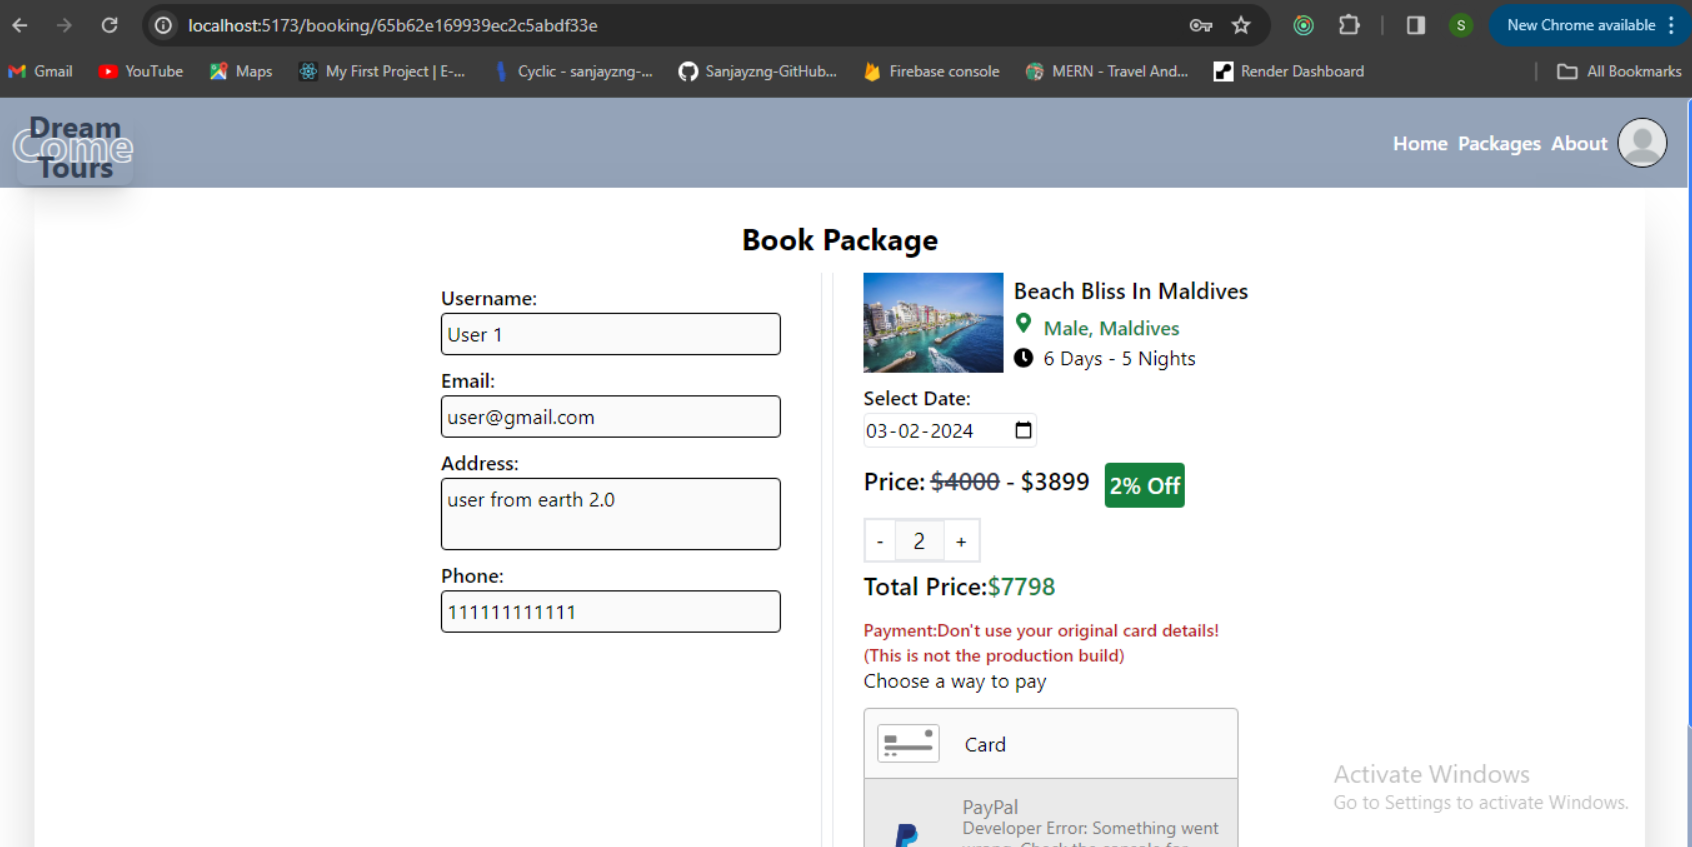 localhost:5173/booking/65b62e169939ec2c5abdf33e
New Chrome available
S
Gmail
YouTube
Maps
My First Project | E-...
Cyclic - sanjayzng-...
Sanjayzng-GitHub...
Firebase console
MERN - Travel And...
Render Dashboard
All Bookmarks
Dream
Come
Tours
Home Packages About
Book Package
Username:
User 1
Email:
user@gmail.com
Address:
user from earth 2.0
Phone:
111111111111
Beach Bliss In Maldives
Male, Maldives
6 Days - 5 Nights
Select Date:
03-02-2024
Price: $4000 - $3899 2% Off
- 2 +
Total Price:$7798
Payment:Don't use your original card details!
(This is not the production build)
Choose a way to pay
Card
PayPal
Developer Error: Something went
wrong. Check the console for
Activate Windows
Go to Settings to activate Windows.